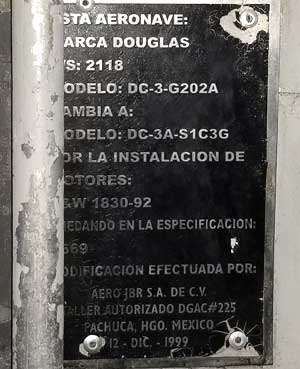 STA AERONAVE:
ARCA DOUGLAS
/S: 2118
ODELO: DC-3-G202A
AMBIA A:
ODELO: DC-3A-S1C3G
OR LA INSTALACION DE
OTORES:
&W 1830-92
EDANDO EN LA ESPECIFICACION:
669
ODIFICACION EFECTUADA POR:
AERO JBR S.A. DE C.V.
TALLER AUTORIZADO DGAC#225
PACHUCA, HGO. MEXICO
12 - DIC. - 1999